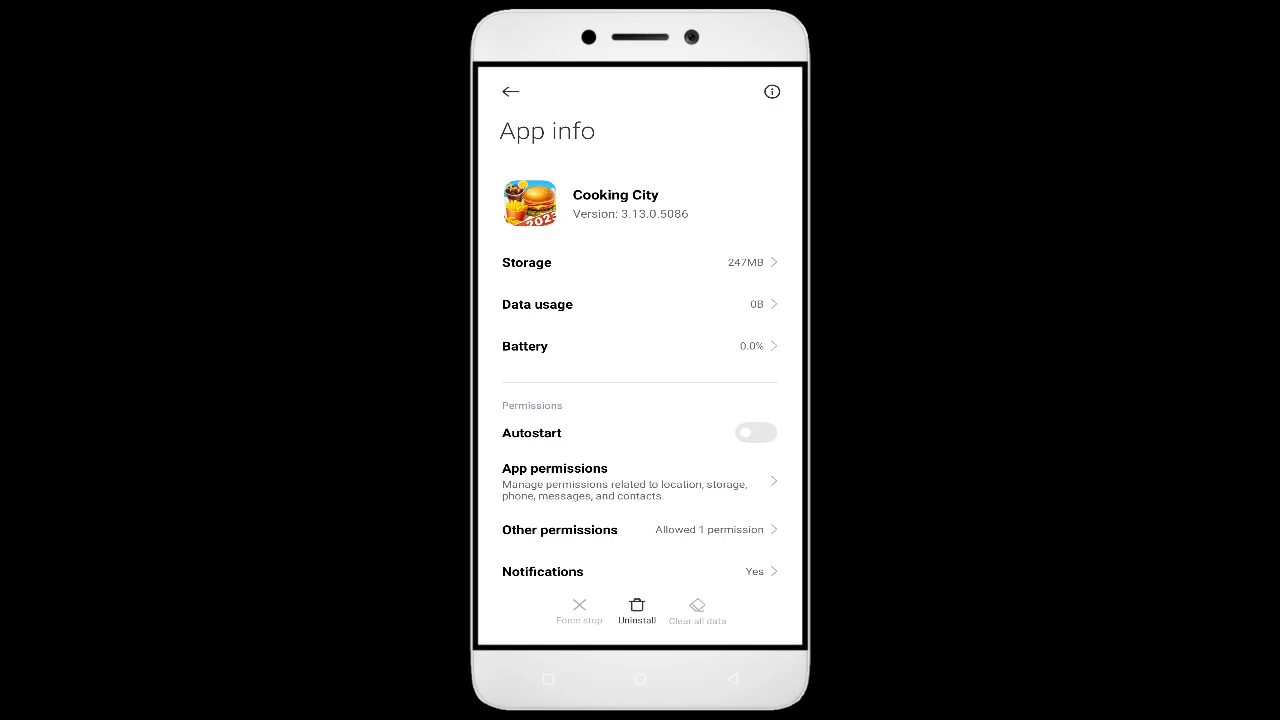 App info
2023
Cooking City
Version: 3.13.0.5086
Storage 247MB
Data usage 0B
Battery 0.0%
Permissions
Autostart
App permissions
Manage permissions related to location, storage,
phone, messages, and contacts.
Other permissions Allowed 1 permission
Notifications Yes
Force stop Uninstall Clear all data